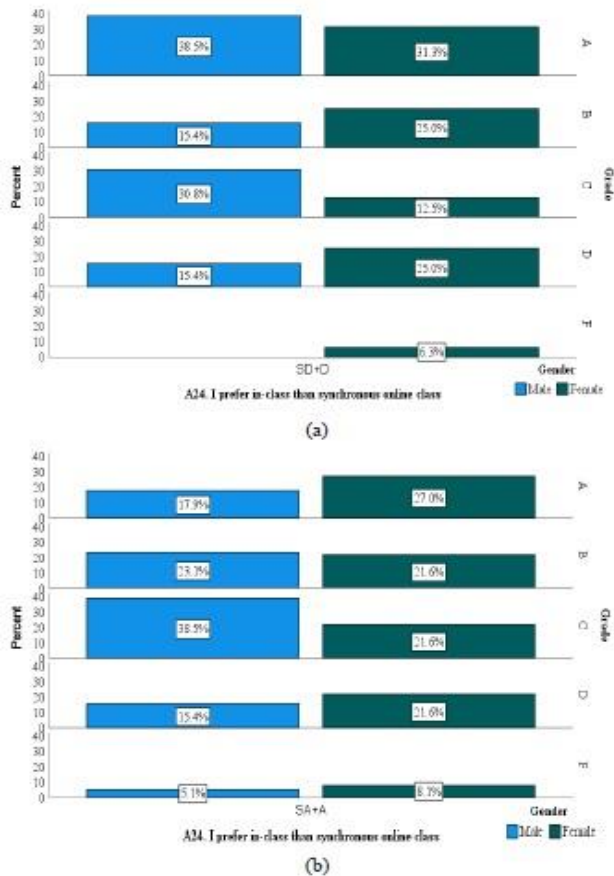 40
30
20
10
0
38.5%
31.3%
A
40
30
20
10
0
15.4%
25.0%
B
Percent
40
30
20
10
0
30.8%
12.5%
C
Grade
40
30
20
10
0
15.4%
25.0%
D
40
30
20
10
0
6.3%
F
SD+D
Gender
A24. I prefer in-class than synchronous online class
Male Female
(a)
40
30
20
10
0
17.9%
27.0%
A
40
30
20
10
0
23.1%
21.6%
B
Percent
40
30
20
10
0
38.5%
21.6%
C
Grade
40
30
20
10
0
15.4%
21.6%
D
40
30
20
10
0
5.1%
8.1%
F
SA+A
Gender
A24. I prefer in-class than synchronous online class
Male Female
(b)